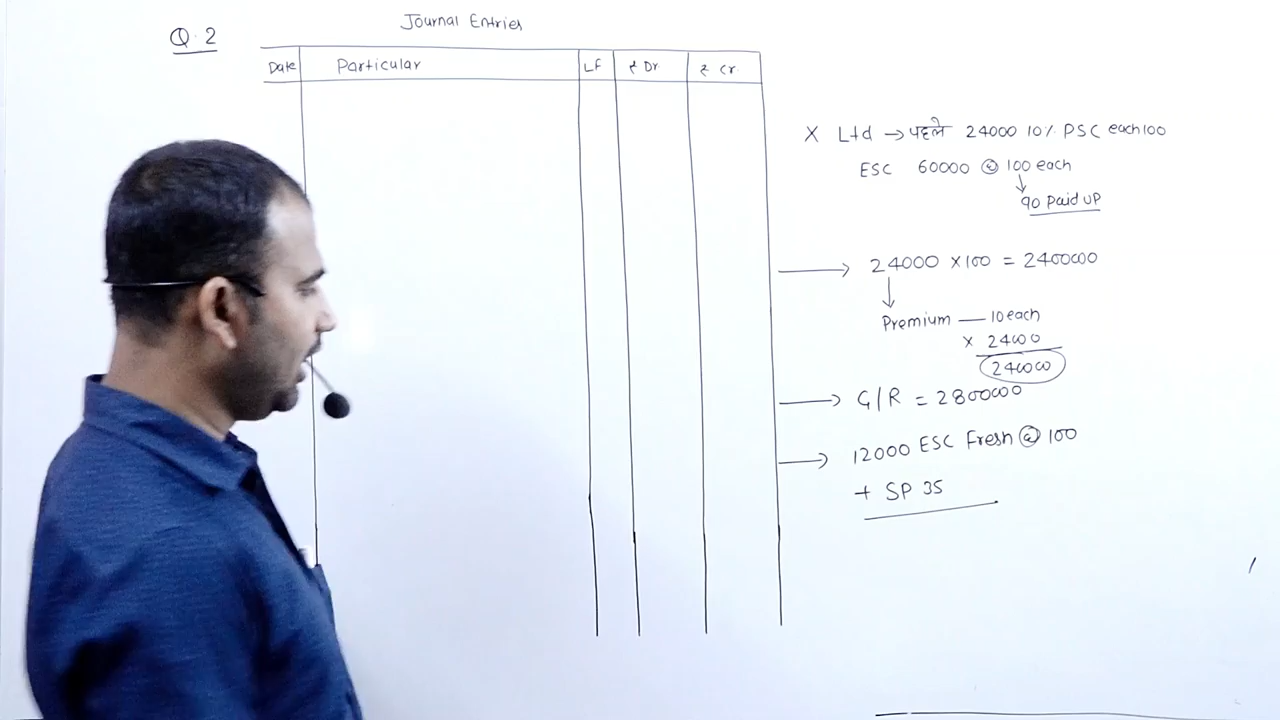 Q.2
Journal Entries
Date Particular LF ₹ Dr. ₹ Cr.
X Ltd → पहले 24000 10% PSC each 100
ESC 60000 @ 100 each
↓
90 Paid UP
→ 24000 × 100 = 2400000
↓
Premium — 10 each
× 24000
240000
→ G/R = 2800000
→ 12000 ESC Fresh @ 100
+ SP 35